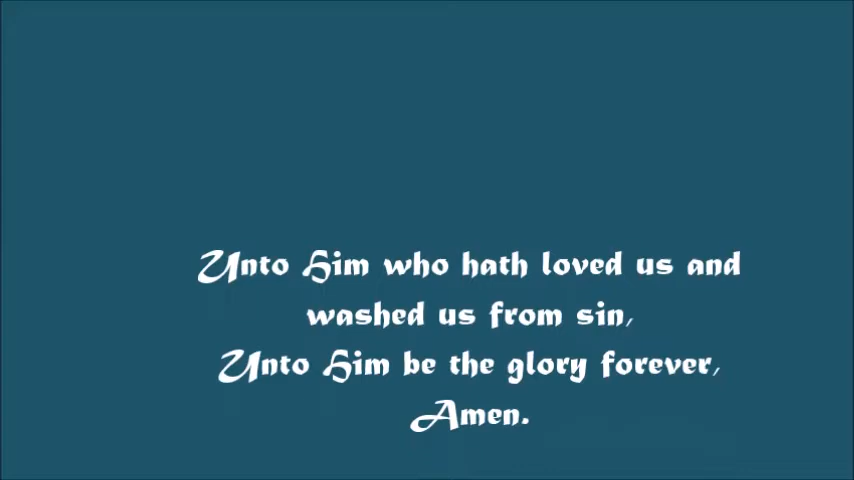 Unto Him who hath loved us and
washed us from sin,
Unto Him be the glory forever,
Amen.